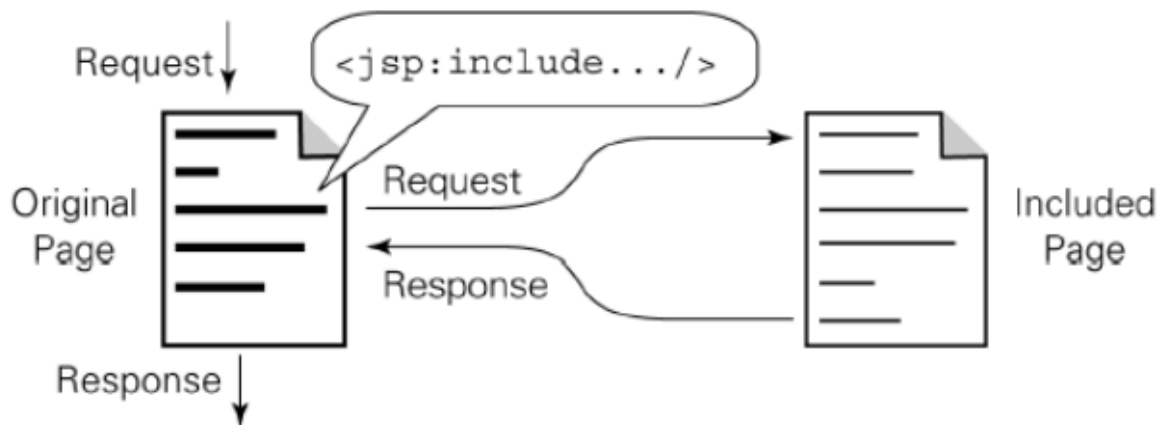 Request
<jsp:include.../>
Original
Page
Request
Response
Included
Page
Response